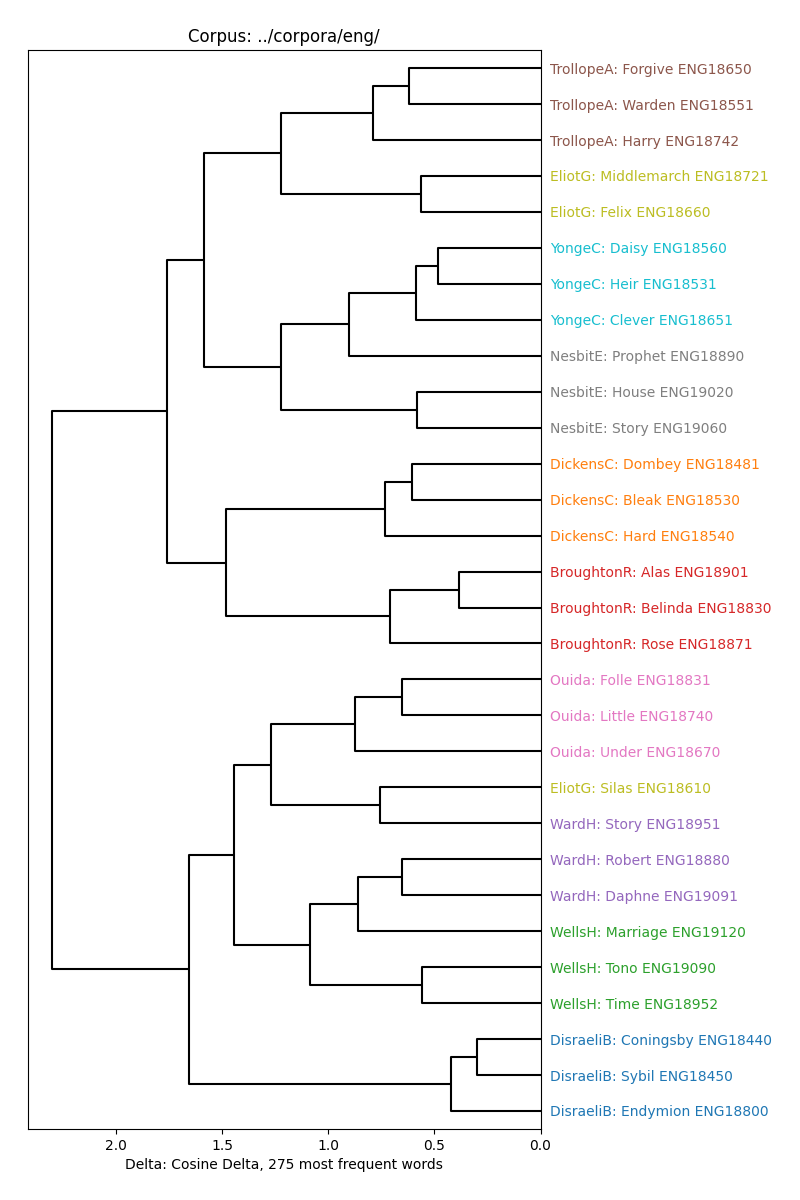 Corpus: ../corpora/eng/
TrollopeA: Forgive ENG18650
TrollopeA: Warden ENG18551
TrollopeA: Harry ENG18742
EliotG: Middlemarch ENG18721
EliotG: Felix ENG18660
YongeC: Daisy ENG18560
YongeC: Heir ENG18531
YongeC: Clever ENG18651
NesbitE: Prophet ENG18890
NesbitE: House ENG19020
NesbitE: Story ENG19060
DickensC: Dombey ENG18481
DickensC: Bleak ENG18530
DickensC: Hard ENG18540
BroughtonR: Alas ENG18901
BroughtonR: Belinda ENG18830
BroughtonR: Rose ENG18871
Ouida: Folle ENG18831
Ouida: Little ENG18740
Ouida: Under ENG18670
EliotG: Silas ENG18610
WardH: Story ENG18951
WardH: Robert ENG18880
WardH: Daphne ENG19091
WellsH: Marriage ENG19120
WellsH: Tono ENG19090
WellsH: Time ENG18952
DisraeliB: Coningsby ENG18440
DisraeliB: Sybil ENG18450
DisraeliB: Endymion ENG18800
2.0 1.5 1.0 0.5 0.0
Delta: Cosine Delta, 275 most frequent words